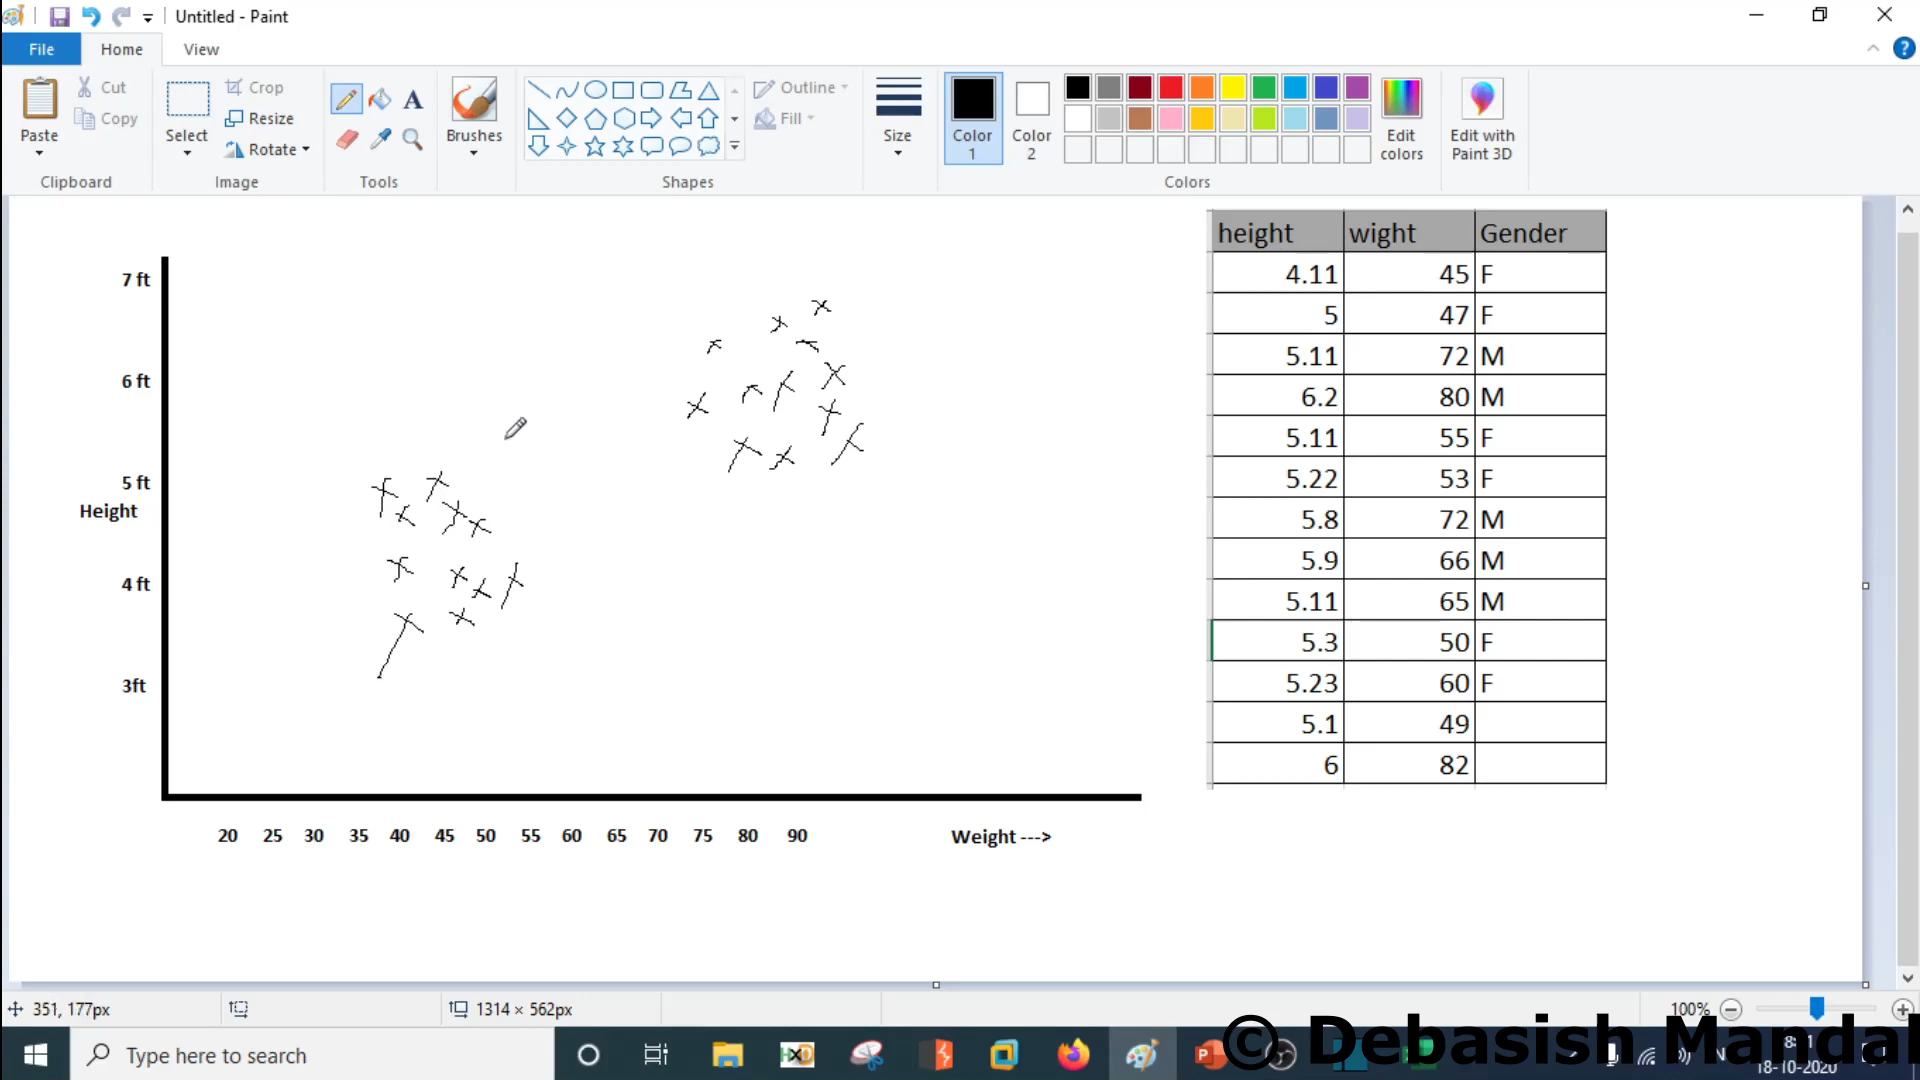 Untitled - Paint
File Home View
Paste
Cut
Copy
Clipboard
Select
Crop
Resize
Rotate
Image
Tools
A
Brushes
Shapes
Outline
Fill
Size
Color 1
Color 2
Colors
Edit colors
Edit with Paint 3D
7 ft
6 ft
5 ft
Height
4 ft
3ft
20 25 30 35 40 45 50 55 60 65 70 75 80 90 Weight --->
height wight Gender
4.11 45 F
5 47 F
5.11 72 M
6.2 80 M
5.11 55 F
5.22 53 F
5.8 72 M
5.9 66 M
5.11 65 M
5.3 50 F
5.23 60 F
5.1 49
6 82
351, 177px
1314 × 562px
100%
Type here to search
© Debasish Mandal
18-10-2020